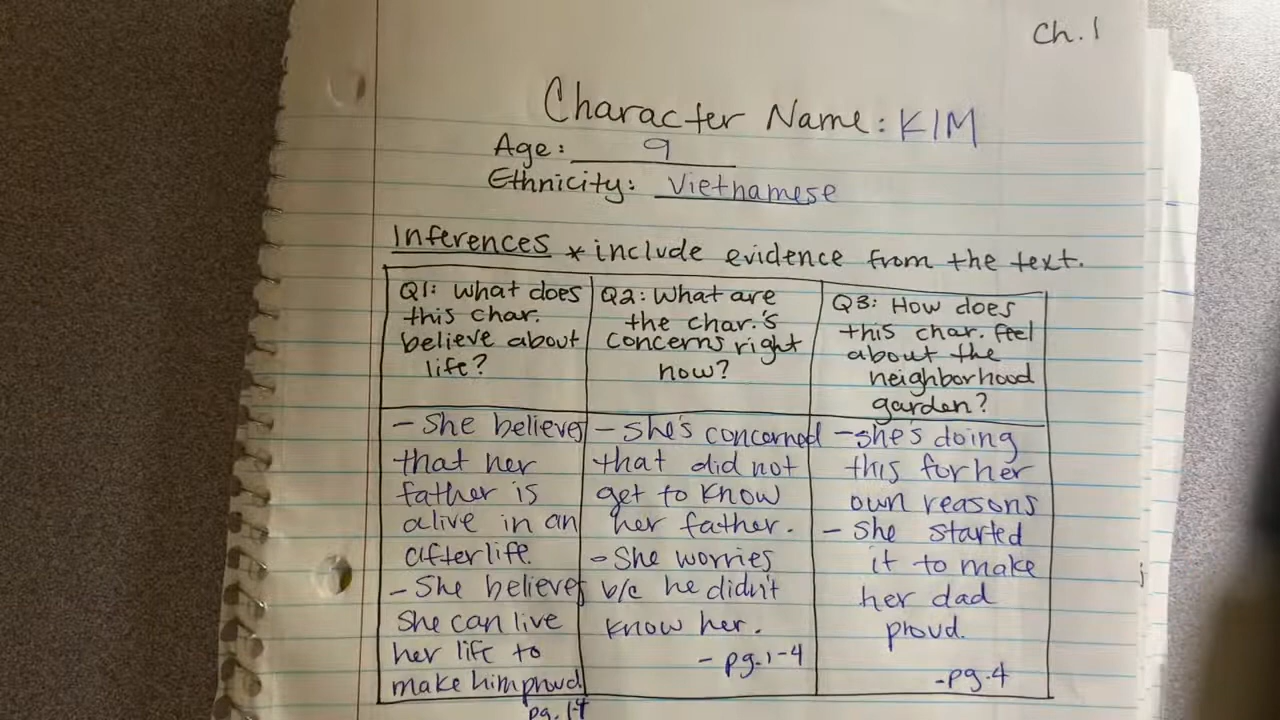 Ch. 1
Character Name: KIM
Age: 9
Ethnicity: Vietnamese
Inferences * include evidence from the text.
Q1: What does
this char.
believe about
life?
Q2: What are
the char.'s
concerns right
now?
Q3: How does
this char. feel
about the
neighborhood
garden?
- She believes
that her
father is
alive in an
afterlife.
- She believes
she can live
her life to
make him proud.
pg. 1-4
- She's concerned
that did not
get to know
her father.
- She worries
b/c he didn't
know her.
- pg. 1-4
- she's doing
this for her
own reasons
- She started
it to make
her dad
proud.
- pg. 4